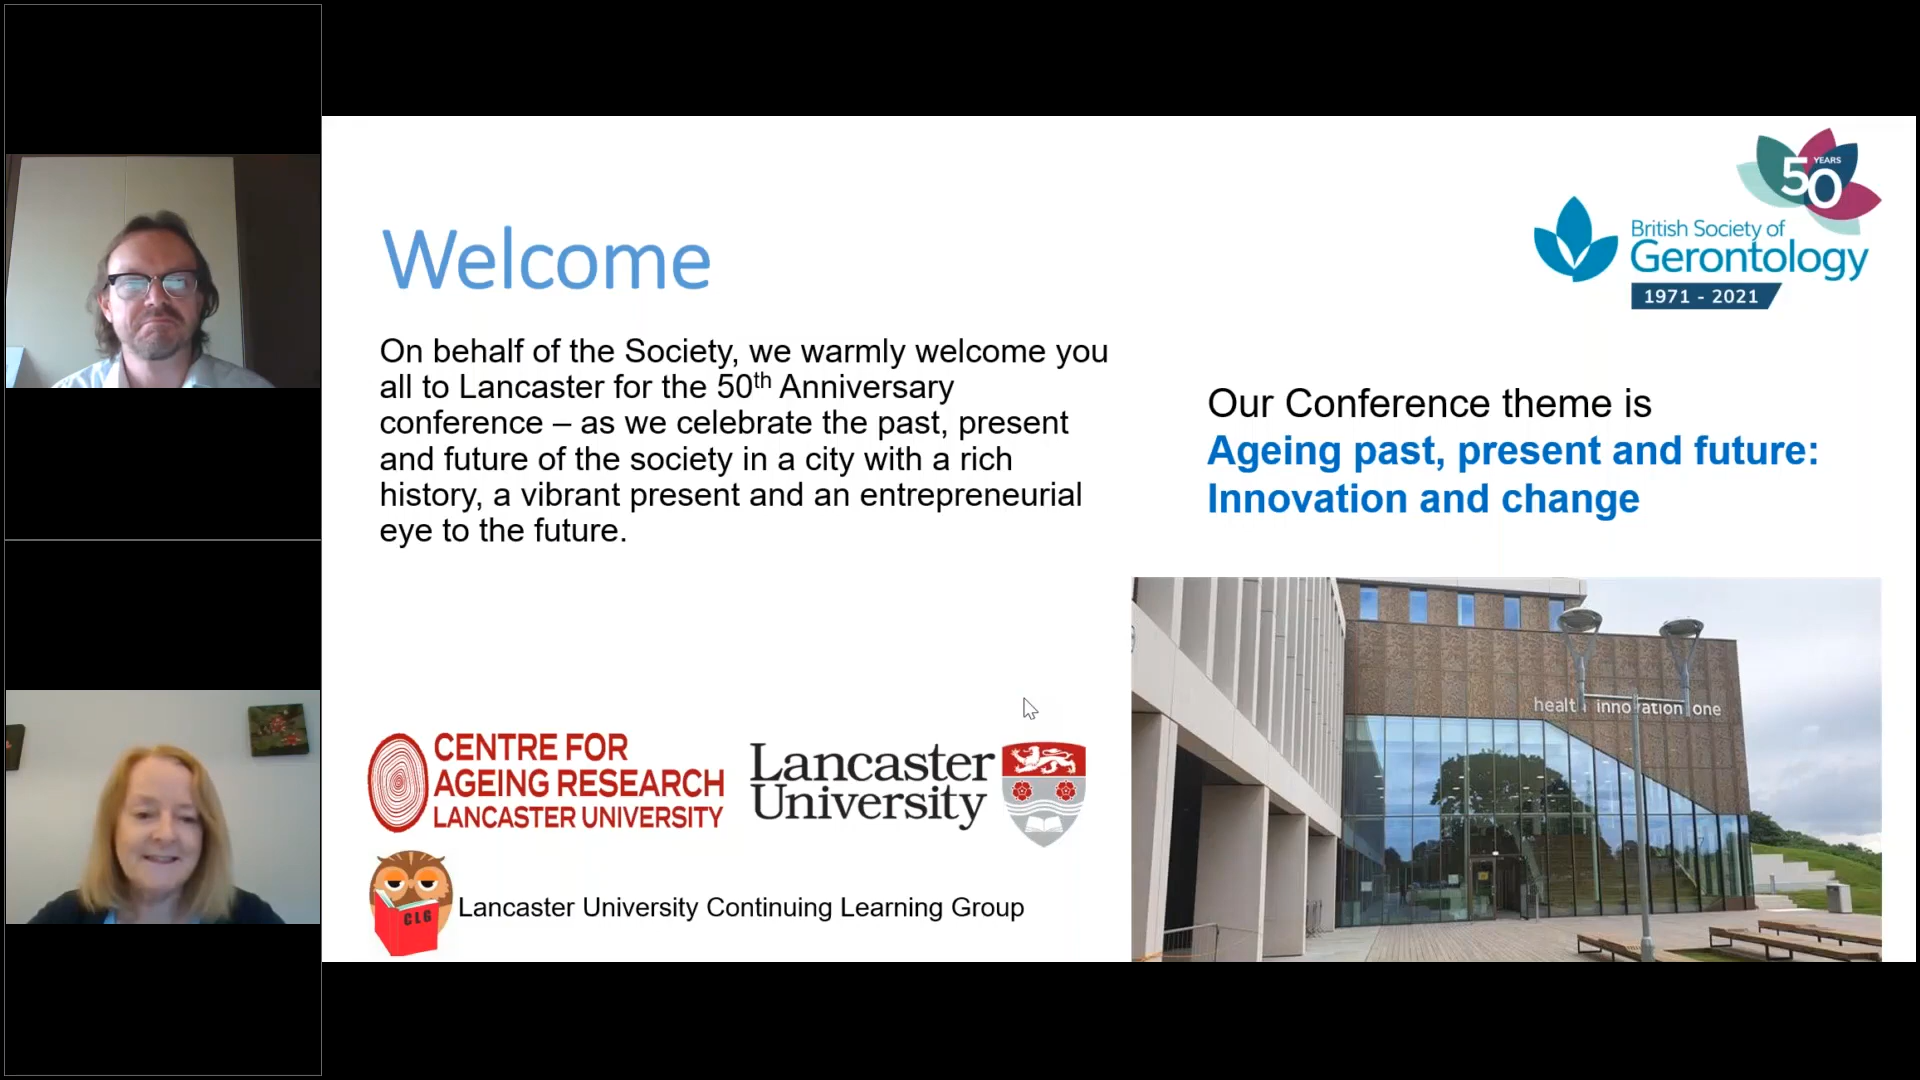 Welcome
On behalf of the Society, we warmly welcome you
all to Lancaster for the 50th Anniversary
conference – as we celebrate the past, present
and future of the society in a city with a rich
history, a vibrant present and an entrepreneurial
eye to the future.
50 YEARS
British Society of
Gerontology
1971 - 2021
Our Conference theme is
Ageing past, present and future:
Innovation and change
CENTRE FOR
AGEING RESEARCH
LANCASTER UNIVERSITY
Lancaster
University
CLG
Lancaster University Continuing Learning Group
health innovation one